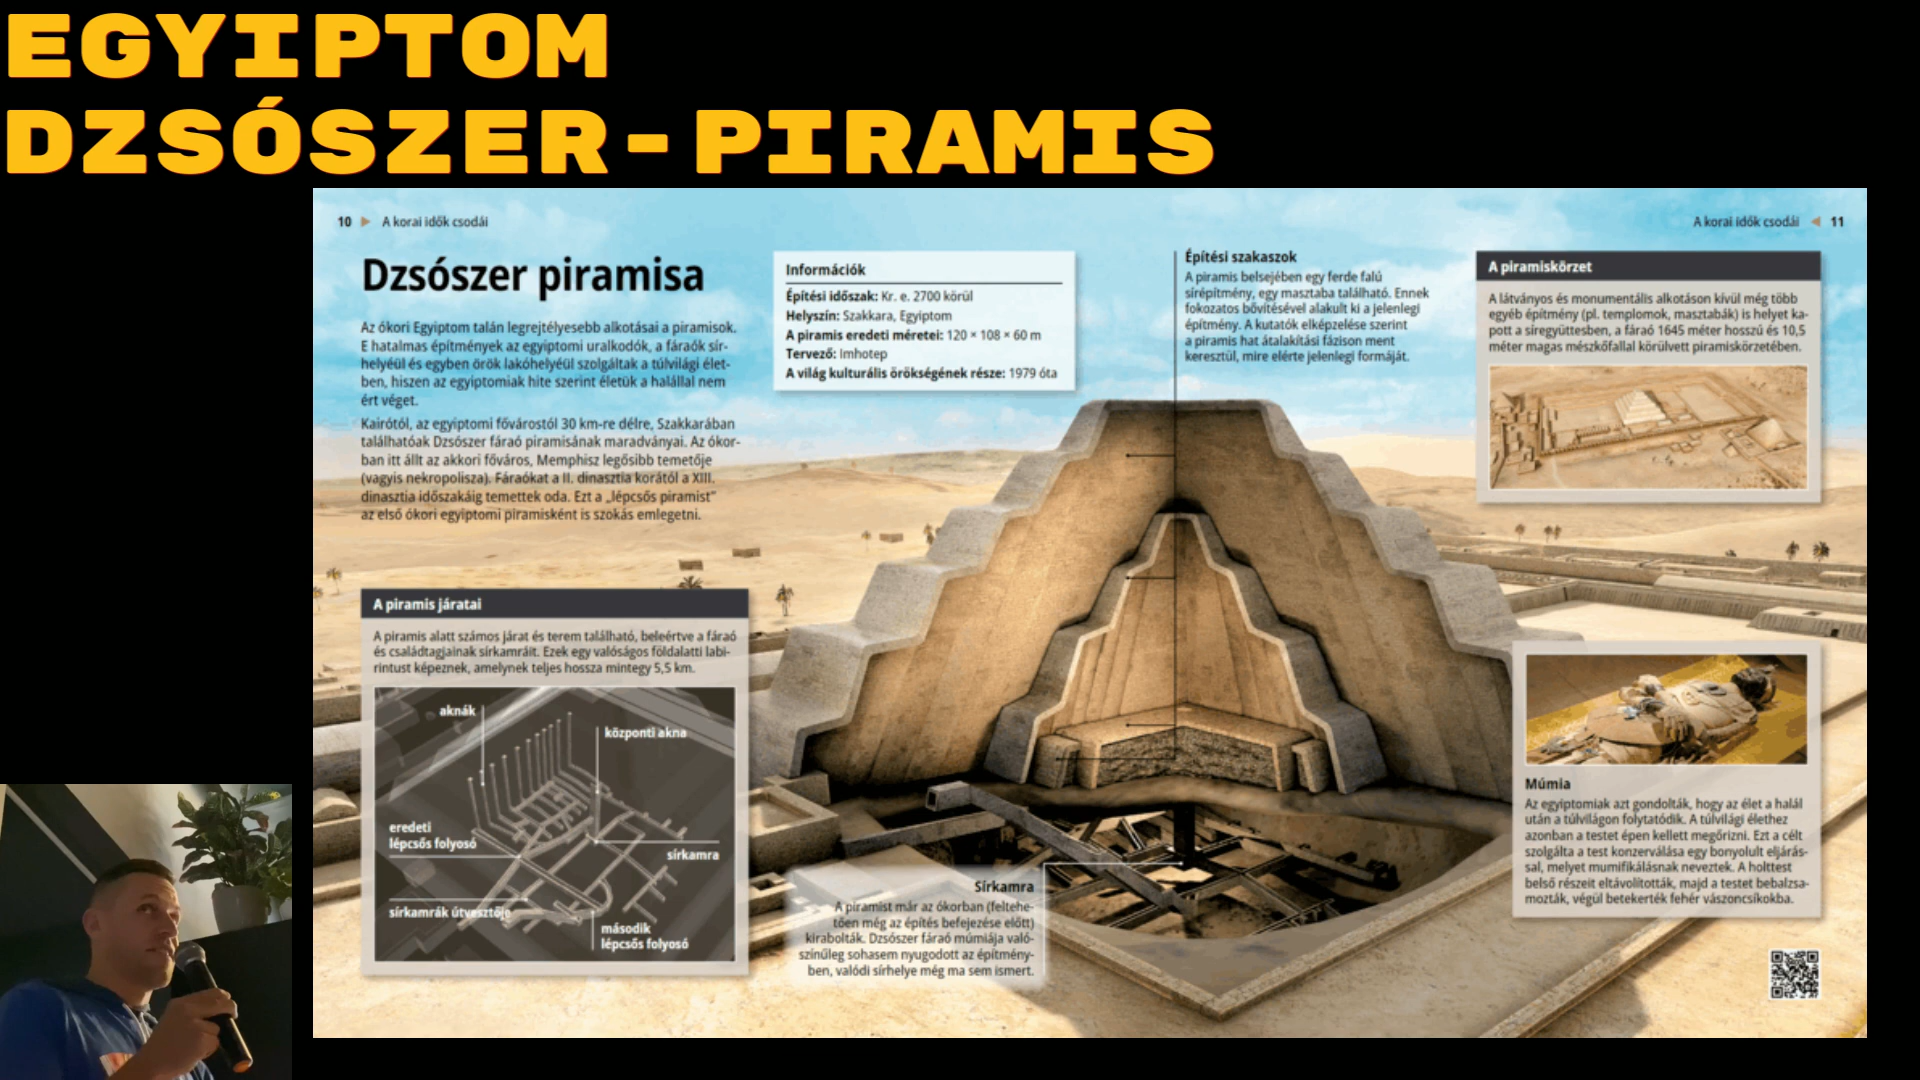 EGYIPTOM
DZSÓSZER-PIRAMIS
10 ▶ A korai idők csodái
A korai idők csodái ◀ 11
Dzsószer piramisa
Az ókori Egyiptom talán legrejtélyesebb alkotásai a piramisok.
E hatalmas építmények az egyiptomi uralkodók, a fáraók sír-
helyéül és egyben örök lakóhelyéül szolgáltak a túlvilági élet-
ben, hiszen az egyiptomiak hite szerint életük a halállal nem
ért véget.
Kairótól, az egyiptomi fővárostól 30 km-re délre, Szakkarában
találhatóak Dzsószer fáraó piramisának maradványai. Az ókor-
ban itt állt az akkori főváros, Memphisz legősibb temetője
(vagyis nekropolisza). Fáraókat a II. dinasztia korától a XIII.
dinasztia időszakáig temettek oda. Ezt a „lépcsős piramist”
az első ókori egyiptomi piramisként is szokás emlegetni.
Információk
Építési időszak: Kr. e. 2700 körül
Helyszín: Szakkara, Egyiptom
A piramis eredeti méretei: 120 × 108 × 60 m
Tervező: Imhotep
A világ kulturális örökségének része: 1979 óta
Építési szakaszok
A piramis belsejében egy ferde falú
sírépítmény, egy masztaba található. Ennek
fokozatos bővítésével alakult ki a jelenlegi
építmény. A kutatók elképzelése szerint
a piramis hat átalakítási fázison ment
keresztül, mire elérte jelenlegi formáját.
A piramiskörzet
A látványos és monumentális alkotáson kívül még több
egyéb építmény (pl. templomok, masztabák) is helyet ka-
pott a síregyüttesben, a fáraó 1645 méter hosszú és 10,5
méter magas mészkőfallal körülvett piramiskörzetében.
A piramis járatai
A piramis alatt számos járat és terem található, beleértve a fáraó
és családtagjainak sírkamráit. Ezek egy valóságos földalatti labi-
rintust képeznek, amelynek teljes hossza mintegy 5,5 km.
aknák
központi akna
eredeti
lépcsős folyosó
sírkamra
sírkamrák útvesztője
második
lépcsős folyosó
Sírkamra
A piramist már az ókorban (feltehe-
tően még az építés befejezése előtt)
kirabolták. Dzsószer fáraó múmiája való-
színűleg sohasem nyugodott az építmény-
ben, valódi sírhelye még ma sem ismert.
Múmia
Az egyiptomiak azt gondolták, hogy az élet a halál
után a túlvilágon folytatódik. A túlvilági élethez
azonban a testet épen kellett megőrizni. Ezt a célt
szolgálta a test konzerválása egy bonyolult eljárás-
sal, melyet mumifikálásnak neveztek. A holttest
belső részeit eltávolították, majd a testet bebalzsa-
mozták, végül betekerték fehér vászoncsíkokba.